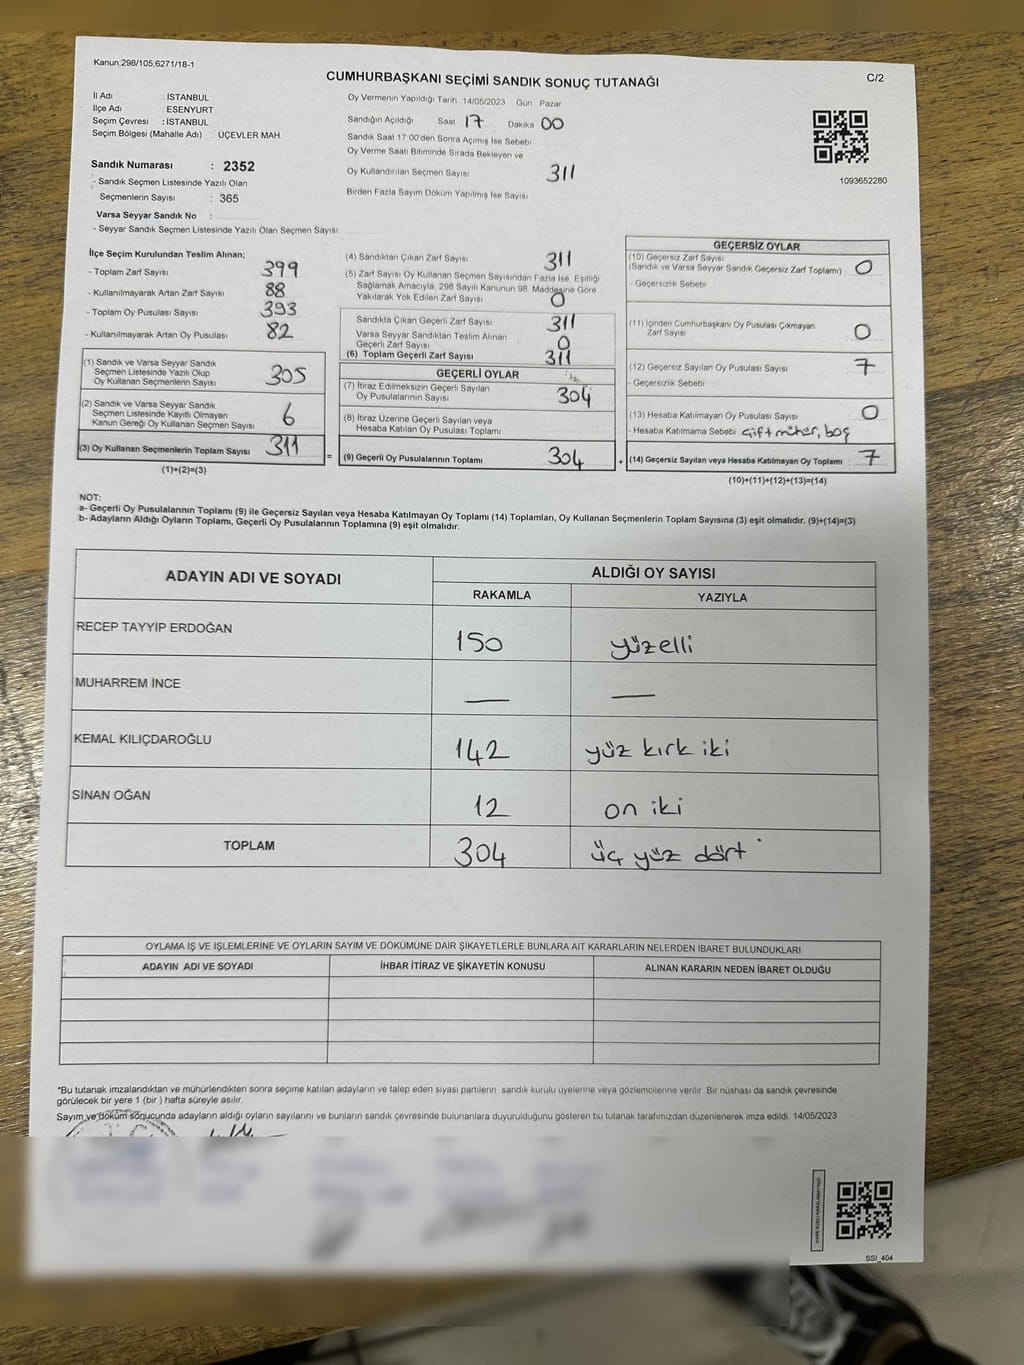 Kanun;298/105,6271/18-1
CUMHURBAŞKANI SEÇİMİ SANDIK SONUÇ TUTANAĞI
C/2
İl Adı : İSTANBUL
İlçe Adı : ESENYURT
Seçim Çevresi : İSTANBUL
Seçim Bölgesi (Mahalle Adı) : UÇEVLER MAH.
Sandık Numarası : 2352
- Sandık Seçmen Listesinde Yazılı Olan
Seçmenlerin Sayısı : 365
Varsa Seyyar Sandık No :
- Seyyar Sandık Seçmen Listesinde Yazılı Olan Seçmen Sayısı
Oy Vermenin Yapıldığı Tarih 14/05/2023 Gün Pazar
Sandığın Açıldığı Saat 17 Dakika 00
Sandık Saat 17.00'den Sonra Açımış İse Sebebi
Oy Verme Saati Bitiminde Sırada Bekleyen ve
Oy Kullandırılan Seçmen Sayısı 311
Birden Fazla Sayım Döküm Yapılmış İse Sayısı
1093652280
İlçe Seçim Kurulundan Teslim Alınan;
- Toplam Zarf Sayısı 399
- Kullanılmayarak Artan Zarf Sayısı 88
- Toplam Oy Pusulası Sayısı 393
- Kullanılmayarak Artan Oy Pusulası 82
(1) Sandık ve Varsa Seyyar Sandık
Seçmen Listesinde Yazılı Olup
Oy Kullanan Seçmenlerin Sayısı 305
(2) Sandık ve Varsa Seyyar Sandık
Seçmen Listesinde Kayıtlı Olmayan
Kanun Gereği Oy Kullanan Seçmen Sayısı 6
(3) Oy Kullanan Seçmenlerin Toplam Sayısı 311
(1)+(2)=(3)
(4) Sandıktan Çıkan Zarf Sayısı 311
(5) Zarf Sayısı Oy Kullanan Seçmen Sayısından Fazla İse, Eşitliği
Sağlamak Amacıyla, 298 Sayılı Kanunun 98. Maddesine Göre
Yakılarak Yok Edilen Zarf Sayısı 0
Sandıkta Çıkan Geçerli Zarf Sayısı 311
Varsa Seyyar Sandıktan Teslim Alınan
Geçerli Zarf Sayısı 0
(6) Toplam Geçerli Zarf Sayısı 311
GEÇERLİ OYLAR
(7) İtiraz Edilmeksizin Geçerli Sayılan
Oy Pusulalarının Sayısı 304
(8) İtiraz Üzerine Geçerli Sayılan veya
Hesaba Katılan Oy Pusulası Toplamı
= (9) Geçerli Oy Pusulalarının Toplamı 304 +
GEÇERSİZ OYLAR
(10) Geçersiz Zarf Sayısı
(Sandık ve Varsa Seyyar Sandık Geçersiz Zarf Toplamı) 0
- Geçersizlik Sebebi
(11) İçinden Cumhurbaşkanı Oy Pusulası Çıkmayan
Zarf Sayısı 0
(12) Geçersiz Sayılan Oy Pusulası Sayısı 7
- Geçersizlik Sebebi
(13) Hesaba Katılmayan Oy Pusulası Sayısı 0
- Hesaba Katılmama Sebebi çift mühür, boş
(14) Geçersiz Sayılan veya Hesaba Katılmayan Oy Toplamı : 7
(10)+(11)+(12)+(13)=(14)
NOT:
a- Geçerli Oy Pusulalarının Toplamı (9) ile Geçersiz Sayılan veya Hesaba Katılmayan Oy Toplamı (14) Toplamları, Oy Kullanan Seçmenlerin Toplam Sayısına (3) eşit olmalıdır. (9)+(14)=(3)
b- Adayların Aldığı Oyların Toplamı, Geçerli Oy Pusulalarının Toplamına (9) eşit olmalıdır.
ADAYIN ADI VE SOYADI
ALDIĞI OY SAYISI
RAKAMLA YAZIYLA
RECEP TAYYİP ERDOĞAN 150 yüzelli
MUHARREM İNCE — —
KEMAL KILIÇDAROĞLU 142 yüz kırk iki
SİNAN OĞAN 12 on iki
TOPLAM 304 üç yüz dört
OYLAMA İŞ VE İŞLEMLERİNE VE OYLARIN SAYIM VE DÖKÜMÜNE DAİR ŞİKAYETLERLE BUNLARA AİT KARARLARIN NELERDEN İBARET BULUNDUKLARI
ADAYIN ADI VE SOYADI İHBAR İTİRAZ VE ŞİKAYETİN KONUSU ALINAN KARARIN NEDEN İBARET OLDUĞU
*Bu tutanak imzalandıktan ve mühürlendikten sonra seçime katılan adayların ve talep eden siyasi partilerin sandık kurulu üyelerine veya gözlemcilerine verilir. Bir nüshası da sandık çevresinde
görülecek bir yere 1 (bir ) hafta süreyle asılır.
Sayım ve döküm sonucunda adayların aldığı oyların sayılarını ve bunların sandık çevresinde bulunanlara duyurulduğunu gösteren bu tutanak tarafımızdan düzenlenerek imza edildi. 14/05/2023
SSI_404